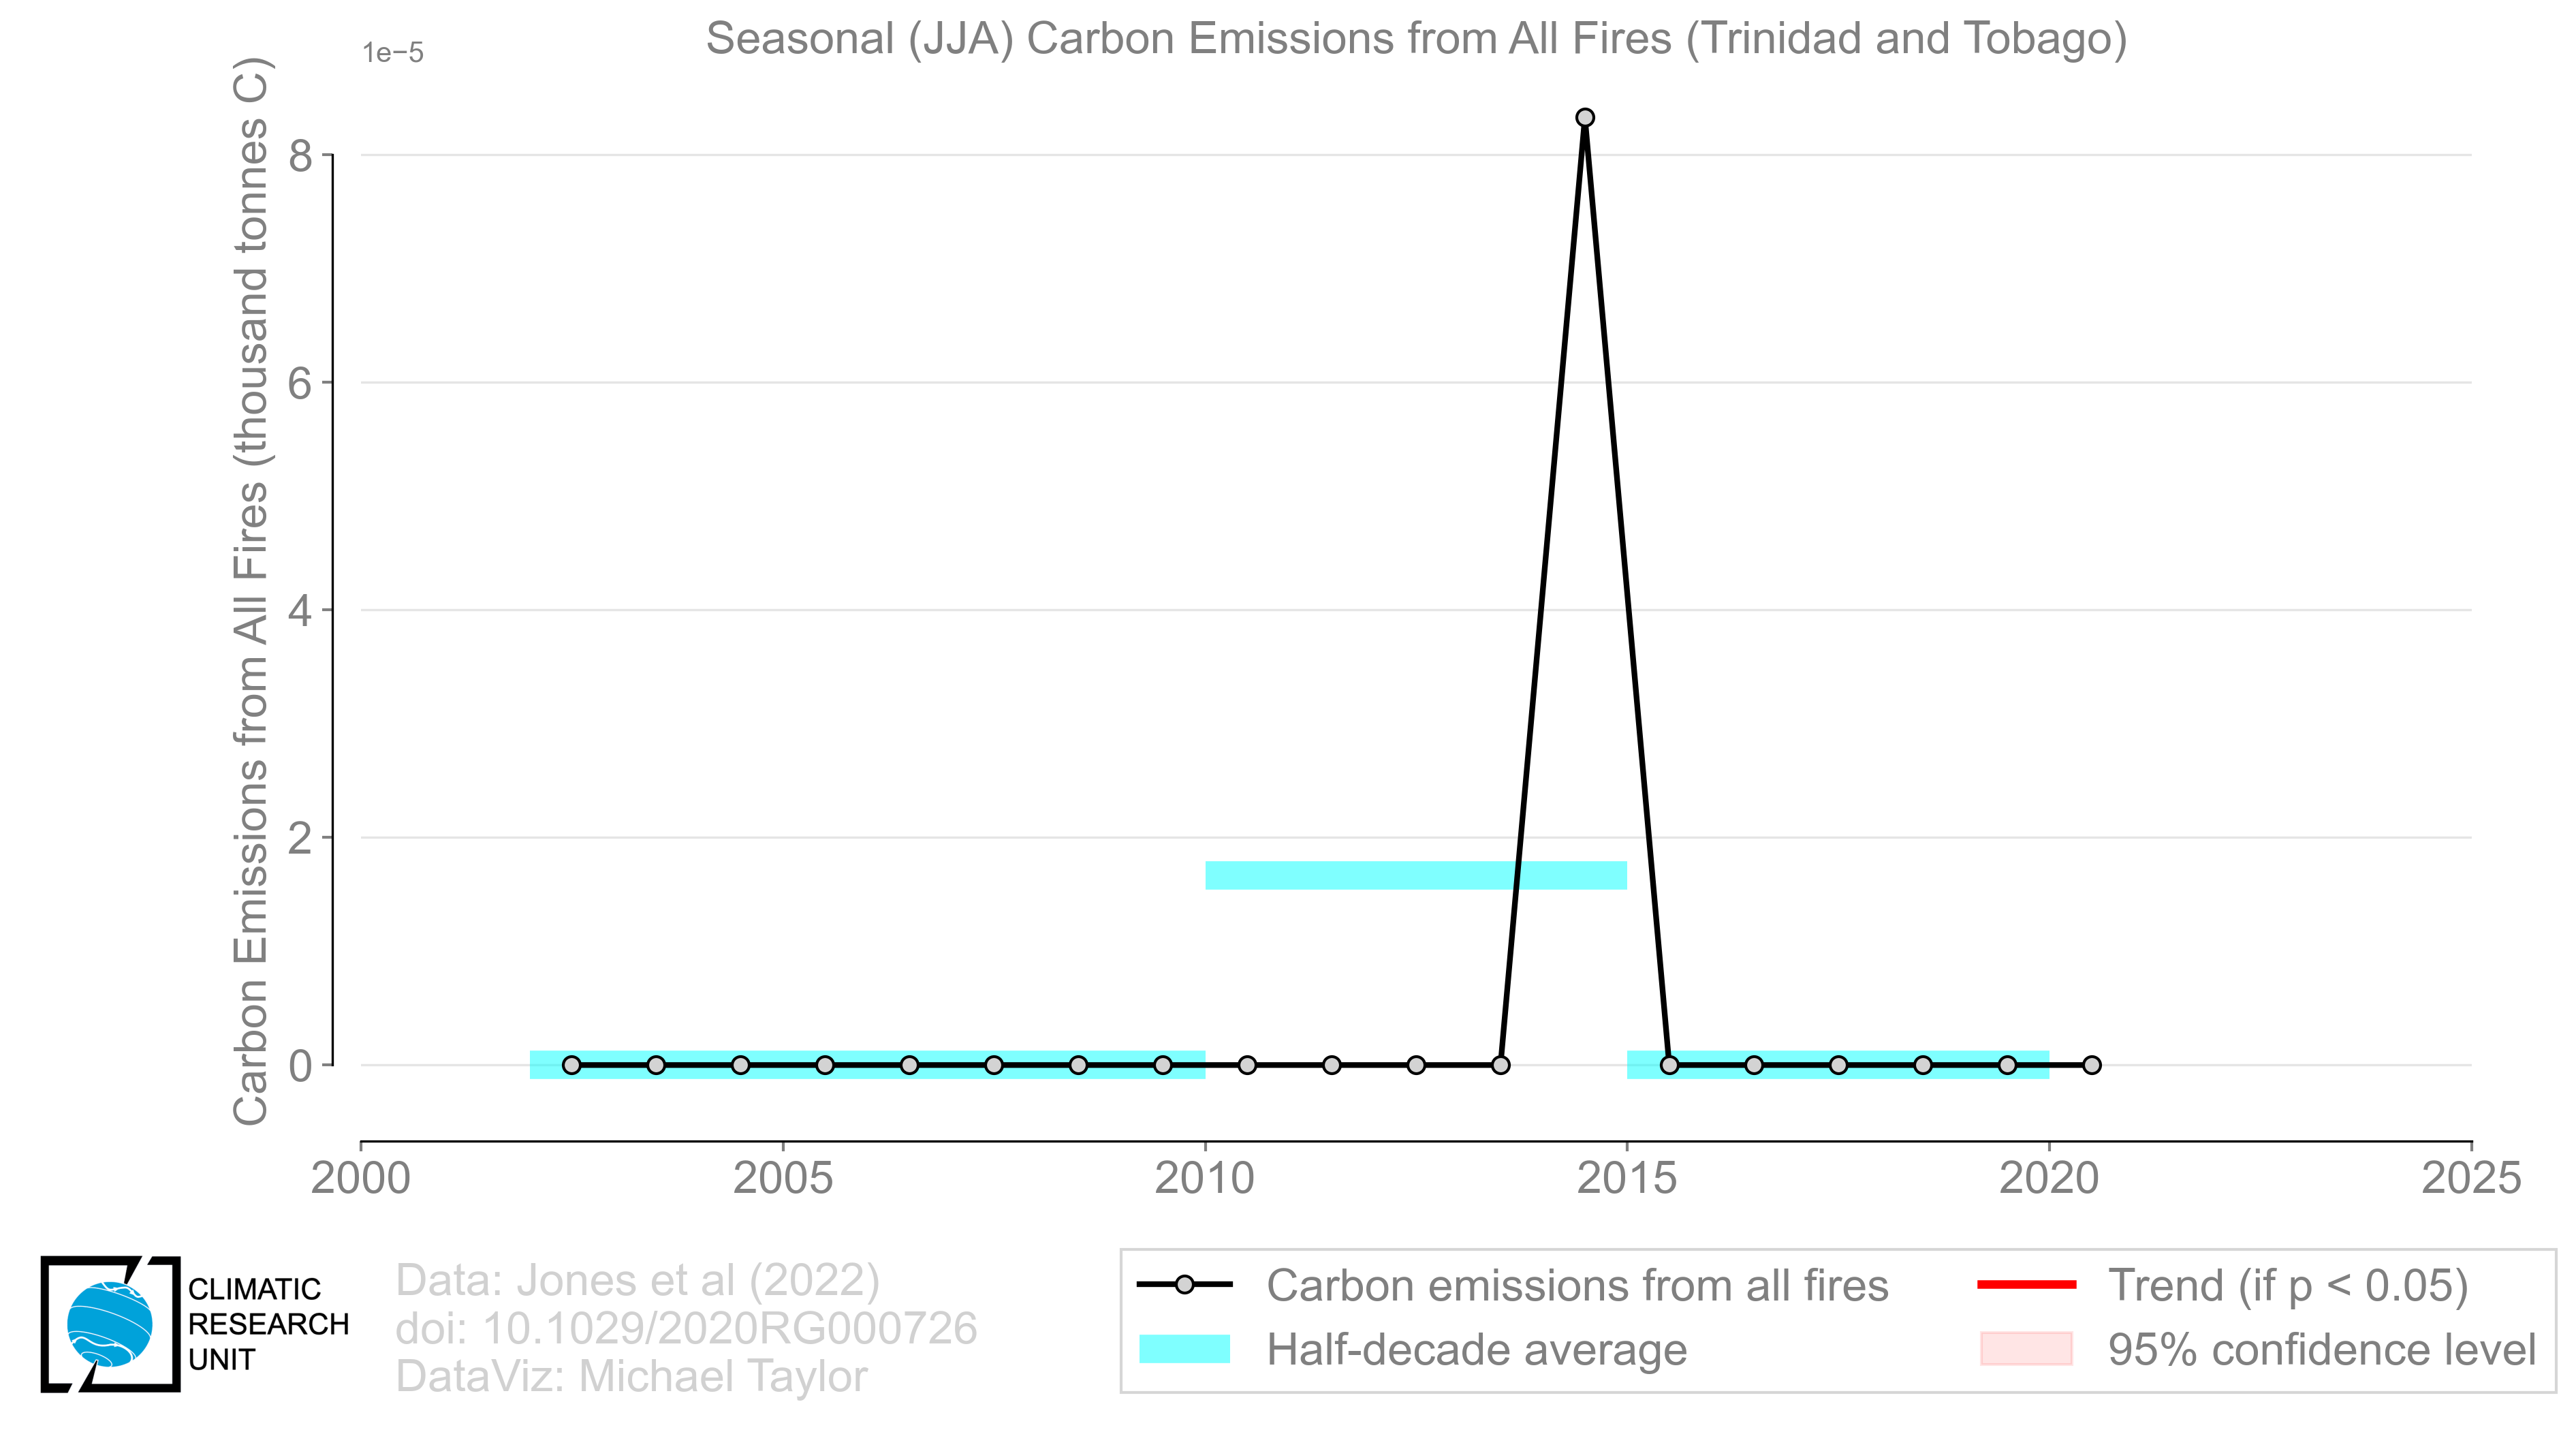 Seasonal (JJA) Carbon Emissions from All Fires (Trinidad and Tobago)
1e−5
Carbon Emissions from All Fires (thousand tonnes C)
8
6
4
2
0
2000 2005 2010 2015 2020 2025
CLIMATIC
RESEARCH
UNIT
Data: Jones et al (2022)
doi: 10.1029/2020RG000726
DataViz: Michael Taylor
Carbon emissions from all fires
Half-decade average
Trend (if p < 0.05)
95% confidence level